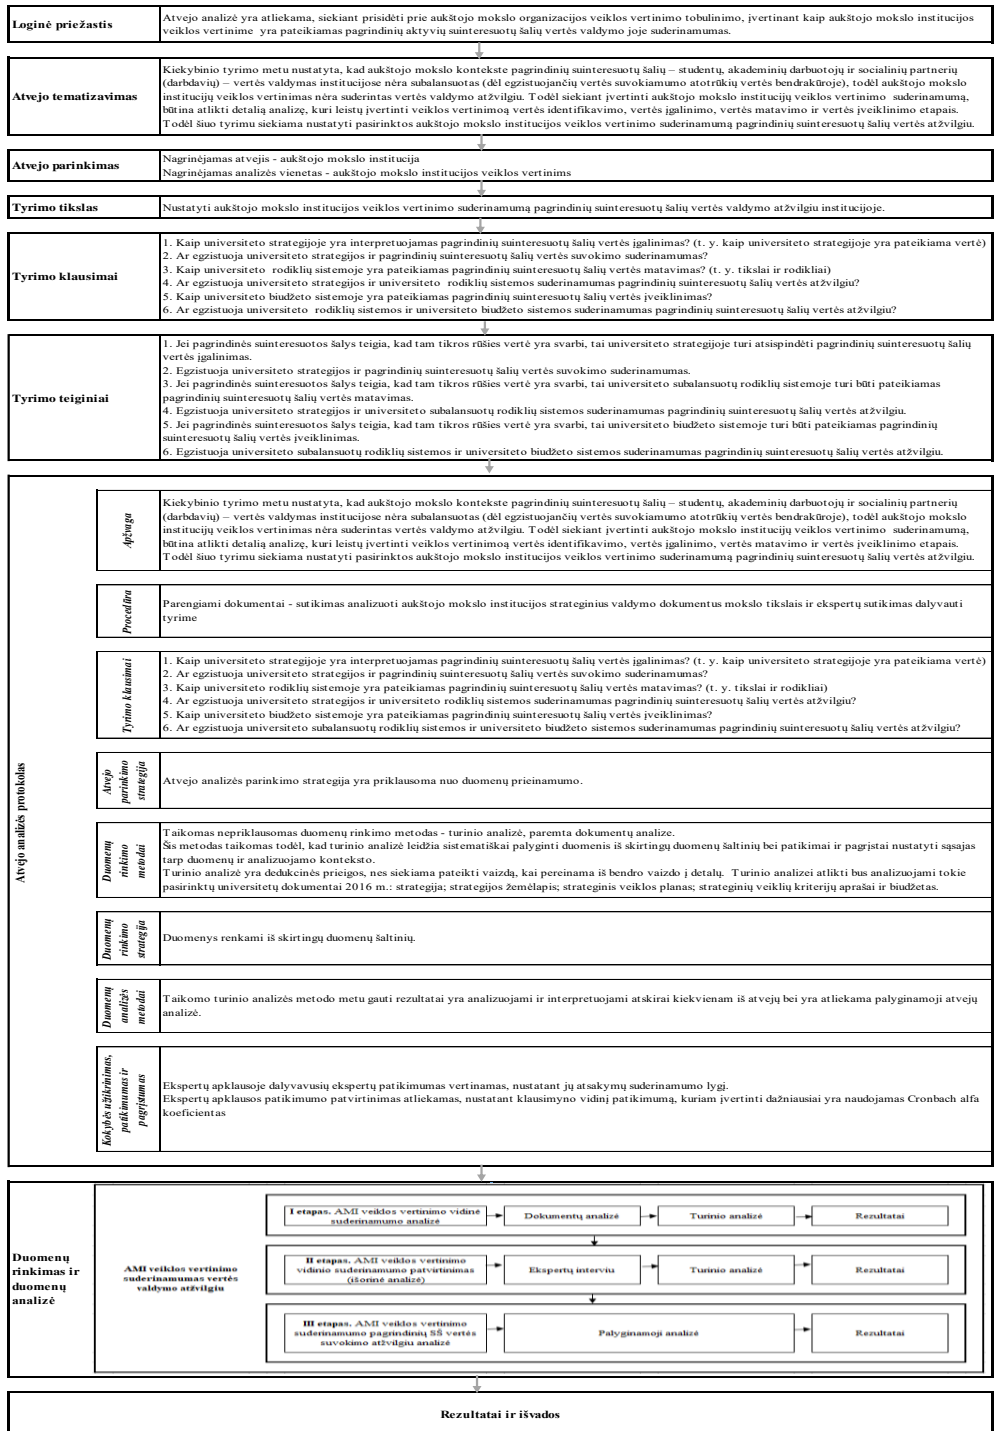 Loginė priežastis
Atvejo analizė yra atliekama, siekiant prisidėti prie aukštojo mokslo organizacijos veiklos vertinimo tobulinimo, įvertinant kaip aukštojo mokslo institucijos
veiklos vertinime yra pateikiamas pagrindinių aktyvių suinteresuotų šalių vertės valdymo joje suderinamumas.
Atvejo tematizavimas
Kiekybinio tyrimo metu nustatyta, kad aukštojo mokslo kontekste pagrindinių suinteresuotų šalių – studentų, akademinių darbuotojų ir socialinių partnerių
(darbdavių) – vertės valdymas institucijose nėra subalansuotas (dėl egzistuojančių vertės suvokiamumo atotrūkių vertės bendrakūroje), todėl aukštojo mokslo
institucijų veiklos vertinimas nėra suderintas vertės valdymo atžvilgiu. Todėl siekiant įvertinti aukštojo mokslo institucijų veiklos vertinimo suderinamumą,
būtina atlikti detalią analizę, kuri leistų įvertinti veiklos vertinimoą vertės identifikavimo, vertės įgalinimo, vertės matavimo ir vertės įveiklinimo etapais.
Todėl šiuo tyrimu siekiama nustatyti pasirinktos aukštojo mokslo institucijos veiklos vertinimo suderinamumą pagrindinių suinteresuotų šalių vertės atžvilgiu.
Atvejo parinkimas
Nagrinėjamas atvejis - aukštojo mokslo institucija
Nagrinėjamas analizės vienetas - aukštojo mokslo institucijos veiklos vertinims
Tyrimo tikslas
Nustatyti aukštojo mokslo institucijos veiklos vertinimo suderinamumą pagrindinių suinteresuotų šalių vertės valdymo atžvilgiu institucijoje.
Tyrimo klausimai
1. Kaip universiteto strategijoje yra interpretuojamas pagrindinių suinteresuotų šalių vertės įgalinimas? (t. y. kaip universiteto strategijoje yra pateikiama vertė)
2. Ar egzistuoja universiteto strategijos ir pagrindinių suinteresuotų šalių vertės suvokimo suderinamumas?
3. Kaip universiteto rodiklių sistemoje yra pateikiamas pagrindinių suinteresuotų šalių vertės matavimas? (t. y. tikslai ir rodikliai)
4. Ar egzistuoja universiteto strategijos ir universiteto rodiklių sistemos suderinamumas pagrindinių suinteresuotų šalių vertės atžvilgiu?
5. Kaip universiteto biudžeto sistemoje yra pateikiamas pagrindinių suinteresuotų šalių vertės įveiklinimas?
6. Ar egzistuoja universiteto rodiklių sistemos ir universiteto biudžeto sistemos suderinamumas pagrindinių suinteresuotų šalių vertės atžvilgiu?
Tyrimo teiginiai
1. Jei pagrindinės suinteresuotos šalys teigia, kad tam tikros rūšies vertė yra svarbi, tai universiteto strategijoje turi atsispindėti pagrindinių suinteresuotų šalių
vertės įgalinimas.
2. Egzistuoja universiteto strategijos ir pagrindinių suinteresuotų šalių vertės suvokimo suderinamumas.
3. Jei pagrindinės suinteresuotos šalys teigia, kad tam tikros rūšies vertė yra svarbi, tai universiteto subalansuotų rodiklių sistemoje turi būti pateikiamas
pagrindinių suinteresuotų šalių vertės matavimas.
4. Egzistuoja universiteto strategijos ir universiteto subalansuotų rodiklių sistemos suderinamumas pagrindinių suinteresuotų šalių vertės atžvilgiu.
5. Jei pagrindinės suinteresuotos šalys teigia, kad tam tikros rūšies vertė yra svarbi, tai universiteto biudžeto sistemoje turi būti pateikiamas pagrindinių
suinteresuotų šalių vertės įveiklinimas.
6. Egzistuoja universiteto subalansuotų rodiklių sistemos ir universiteto biudžeto sistemos suderinamumas pagrindinių suinteresuotų šalių vertės atžvilgiu.
Atvejo analizės protokolas
Apžvaga
Kiekybinio tyrimo metu nustatyta, kad aukštojo mokslo kontekste pagrindinių suinteresuotų šalių – studentų, akademinių darbuotojų ir socialinių partnerių
(darbdavių) – vertės valdymas institucijose nėra subalansuotas (dėl egzistuojančių vertės suvokiamumo atotrūkių vertės bendrakūroje), todėl aukštojo mokslo
institucijų veiklos vertinimas nėra suderintas vertės valdymo atžvilgiu. Todėl siekiant įvertinti aukštojo mokslo institucijų veiklos vertinimo suderinamumą,
būtina atlikti detalią analizę, kuri leistų įvertinti veiklos vertinimoą vertės identifikavimo, vertės įgalinimo, vertės matavimo ir vertės įveiklinimo etapais.
Todėl šiuo tyrimu siekiama nustatyti pasirinktos aukštojo mokslo institucijos veiklos vertinimo suderinamumą pagrindinių suinteresuotų šalių vertės atžvilgiu.
Procedūra
Parengiami dokumentai - sutikimas analizuoti aukštojo mokslo institucijos strateginius valdymo dokumentus mokslo tikslais ir ekspertų sutikimas dalyvauti
tyrime
Tyrimo klausimai
1. Kaip universiteto strategijoje yra interpretuojamas pagrindinių suinteresuotų šalių vertės įgalinimas? (t. y. kaip universiteto strategijoje yra pateikiama vertė)
2. Ar egzistuoja universiteto strategijos ir pagrindinių suinteresuotų šalių vertės suvokimo suderinamumas?
3. Kaip universiteto rodiklių sistemoje yra pateikiamas pagrindinių suinteresuotų šalių vertės matavimas? (t. y. tikslai ir rodikliai)
4. Ar egzistuoja universiteto strategijos ir universiteto rodiklių sistemos suderinamumas pagrindinių suinteresuotų šalių vertės atžvilgiu?
5. Kaip universiteto biudžeto sistemoje yra pateikiamas pagrindinių suinteresuotų šalių vertės įveiklinimas?
6. Ar egzistuoja universiteto subalansuotų rodiklių sistemos ir universiteto biudžeto sistemos suderinamumas pagrindinių suinteresuotų šalių vertės atžvilgiu?
Atvejo
parinkimo
strategija
Atvejo analizės parinkimo strategija yra priklausoma nuo duomenų prieinamumo.
Duomenų
rinkimo
metodai
Taikomas nepriklausomas duomenų rinkimo metodas - turinio analizė, paremta dokumentų analize.
Šis metodas taikomas todėl, kad turinio analizė leidžia sistematiškai palyginti duomenis iš skirtingų duomenų šaltinių bei patikimai ir pagrįstai nustatyti sąsajas
tarp duomenų ir analizuojamo konteksto.
Turinio analizė yra dedukcinės prieigos, nes siekiama pateikti vaizdą, kai pereinama iš bendro vaizdo į detalų. Turinio analizei atlikti bus analizuojami tokie
pasirinktų universitetų dokumentai 2016 m.: strategija; strategijos žemėlapis; strateginis veiklos planas; strateginių veiklių kriterijų aprašai ir biudžetas.
Duomenų
rinkimo
strategija
Duomenys renkami iš skirtingų duomenų šaltinių.
Duomenų
analizės
metodai
Taikomo turinio analizės metodo metu gauti rezultatai yra analizuojami ir interpretuojami atskirai kiekvienam iš atvejų bei yra atliekama palyginamoji atvejų
analizė.
Kokybės užtikrinimas,
patikimumas ir
pagrįstumas
Ekspertų apklausoje dalyvavusių ekspertų patikimumas vertinamas, nustatant jų atsakymų suderinamumo lygį.
Ekspertų apklausos patikimumo patvirtinimas atliekamas, nustatant klausimyno vidinį patikimumą, kuriam įvertinti dažniausiai yra naudojamas Cronbach alfa
koeficientas
Duomenų
rinkimas ir
duomenų
analizė
AMI veiklos vertinimo
suderinamumas vertės
valdymo atžvilgiu
I etapas. AMI veiklos vertinimo vidinė
suderinamumo analizė
Dokumentų analizė
Turinio analizė
Rezultatai
II etapas. AMI veiklos vertinimo
vidinio suderinamumo patvirtinimas
(išorinė analizė)
Ekspertų interviu
Turinio analizė
Rezultatai
III etapas. AMI veiklos vertinimo
suderinamumo pagrindinių SŠ vertės
suvokimo atžvilgiu analizė
Palyginamoji analizė
Rezultatai
Rezultatai ir išvados